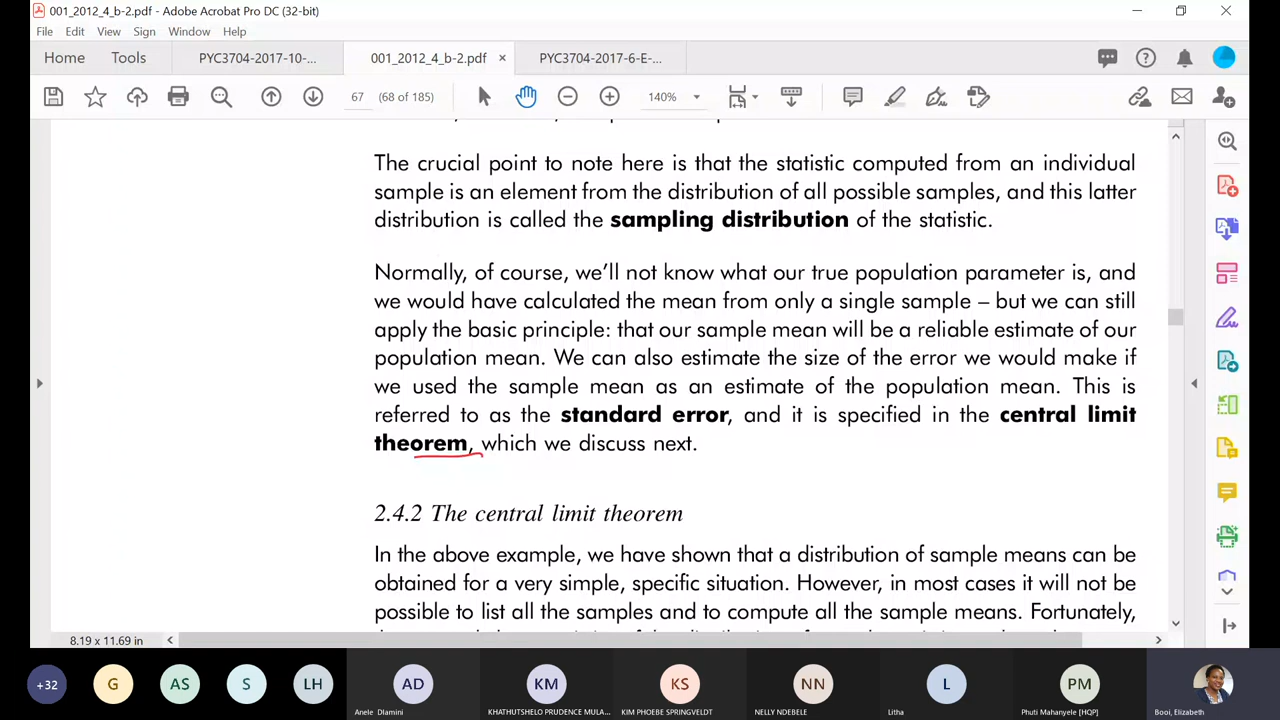 001_2012_4_b-2.pdf - Adobe Acrobat Pro DC (32-bit)
File Edit View Sign Window Help
Home Tools PYC3704-2017-10-... 001_2012_4_b-2.pdf × PYC3704-2017-6-E-...
67 (68 of 185) 140%
The crucial point to note here is that the statistic computed from an individual
sample is an element from the distribution of all possible samples, and this latter
distribution is called the sampling distribution of the statistic.
Normally, of course, we'll not know what our true population parameter is, and
we would have calculated the mean from only a single sample – but we can still
apply the basic principle: that our sample mean will be a reliable estimate of our
population mean. We can also estimate the size of the error we would make if
we used the sample mean as an estimate of the population mean. This is
referred to as the standard error, and it is specified in the central limit
theorem, which we discuss next.
2.4.2 The central limit theorem
In the above example, we have shown that a distribution of sample means can be
obtained for a very simple, specific situation. However, in most cases it will not be
possible to list all the samples and to compute all the sample means. Fortunately,
8.19 x 11.69 in
+32 G AS S LH AD KM KS NN L PM
Anele Dlamini KHATHUTSHELO PRUDENCE MULA... KIM PHOEBE SPRINGVELDT NELLY NDEBELE Litha Phuti Mahanyele [HQP] Booi, Elizabeth